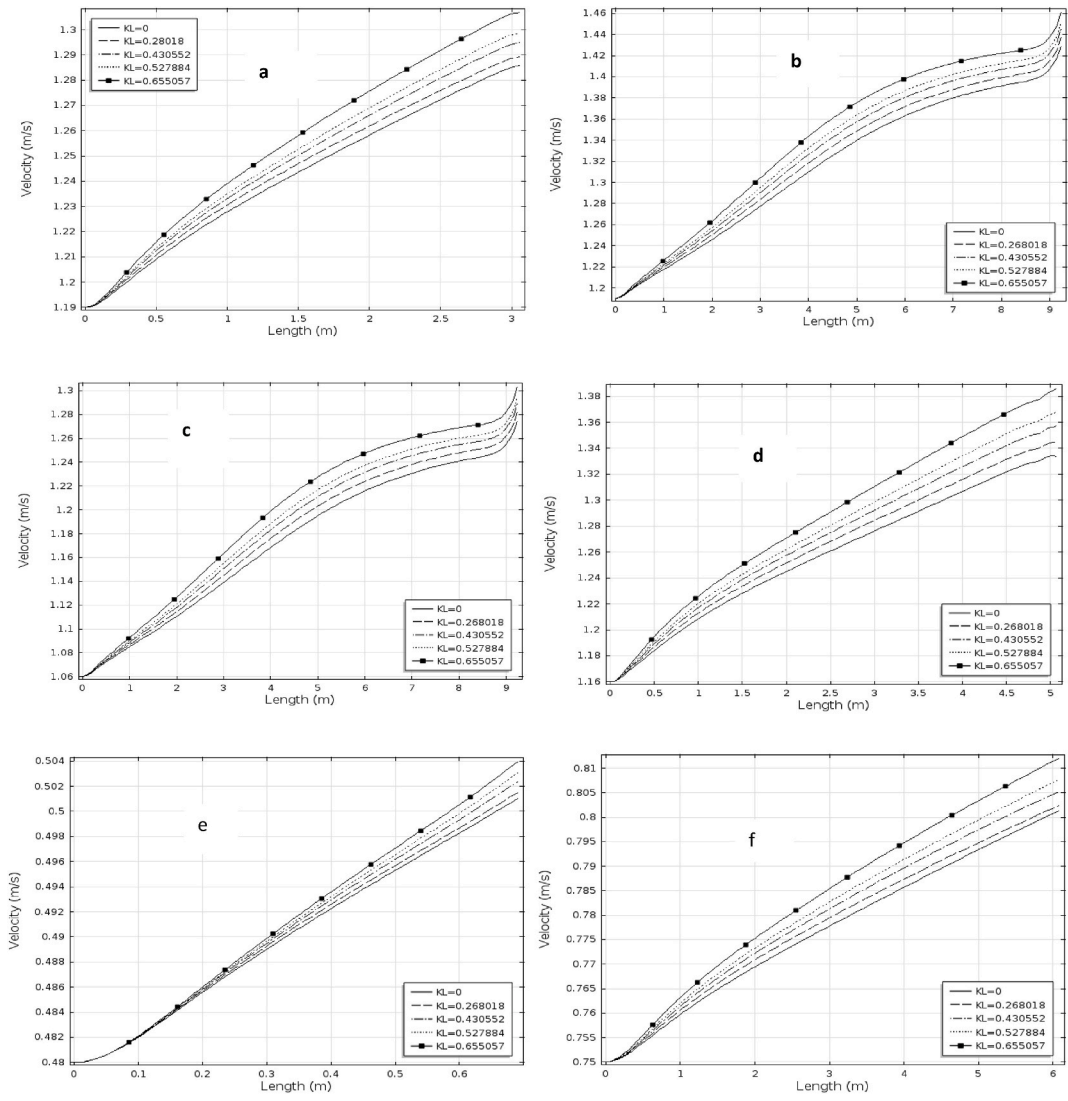 a
Velocity (m/s)
1.3
1.29
1.28
1.27
1.26
1.25
1.24
1.23
1.22
1.21
1.2
1.19
KL=0
KL=0.28018
KL=0.430552
KL=0.527884
KL=0.655057
0 0.5 1 1.5 2 2.5 3
Length (m)
b
Velocity (m/s)
1.46
1.44
1.42
1.4
1.38
1.36
1.34
1.32
1.3
1.28
1.26
1.24
1.22
1.2
KL=0
KL=0.268018
KL=0.430552
KL=0.527884
KL=0.655057
0 1 2 3 4 5 6 7 8 9
Length (m)
c
Velocity (m/s)
1.3
1.28
1.26
1.24
1.22
1.2
1.18
1.16
1.14
1.12
1.1
1.08
1.06
KL=0
KL=0.268018
KL=0.430552
KL=0.527884
KL=0.655057
0 1 2 3 4 5 6 7 8 9
Length (m)
d
Velocity (m/s)
1.38
1.36
1.34
1.32
1.3
1.28
1.26
1.24
1.22
1.2
1.18
1.16
KL=0
KL=0.268018
KL=0.430552
KL=0.527884
KL=0.655057
0 0.5 1 1.5 2 2.5 3 3.5 4 4.5 5
Length (m)
e
Velocity (m/s)
0.504
0.502
0.5
0.498
0.496
0.494
0.492
0.49
0.488
0.486
0.484
0.482
0.48
KL=0
KL=0.268018
KL=0.430552
KL=0.527884
KL=0.655057
0 0.1 0.2 0.3 0.4 0.5 0.6
Length (m)
f
Velocity (m/s)
0.81
0.805
0.8
0.795
0.79
0.785
0.78
0.775
0.77
0.765
0.76
0.755
0.75
KL=0
KL=0.268018
KL=0.430552
KL=0.527884
KL=0.655057
0 1 2 3 4 5 6
Length (m)